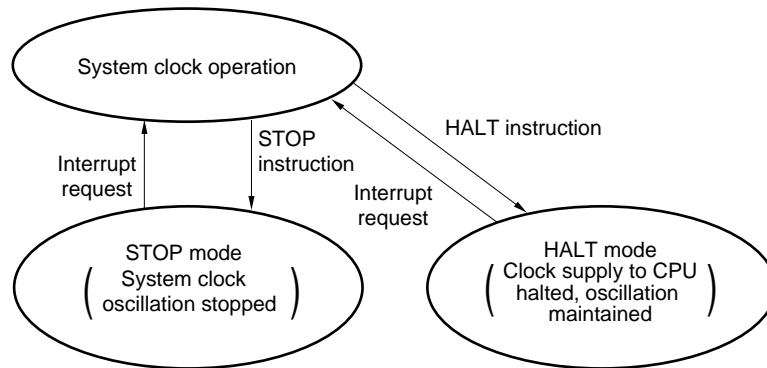 System clock operation
HALT instruction
STOP
instruction
Interrupt
request
Interrupt
request
STOP mode
System clock
oscillation stopped
HALT mode
Clock supply to CPU
halted, oscillation
maintained